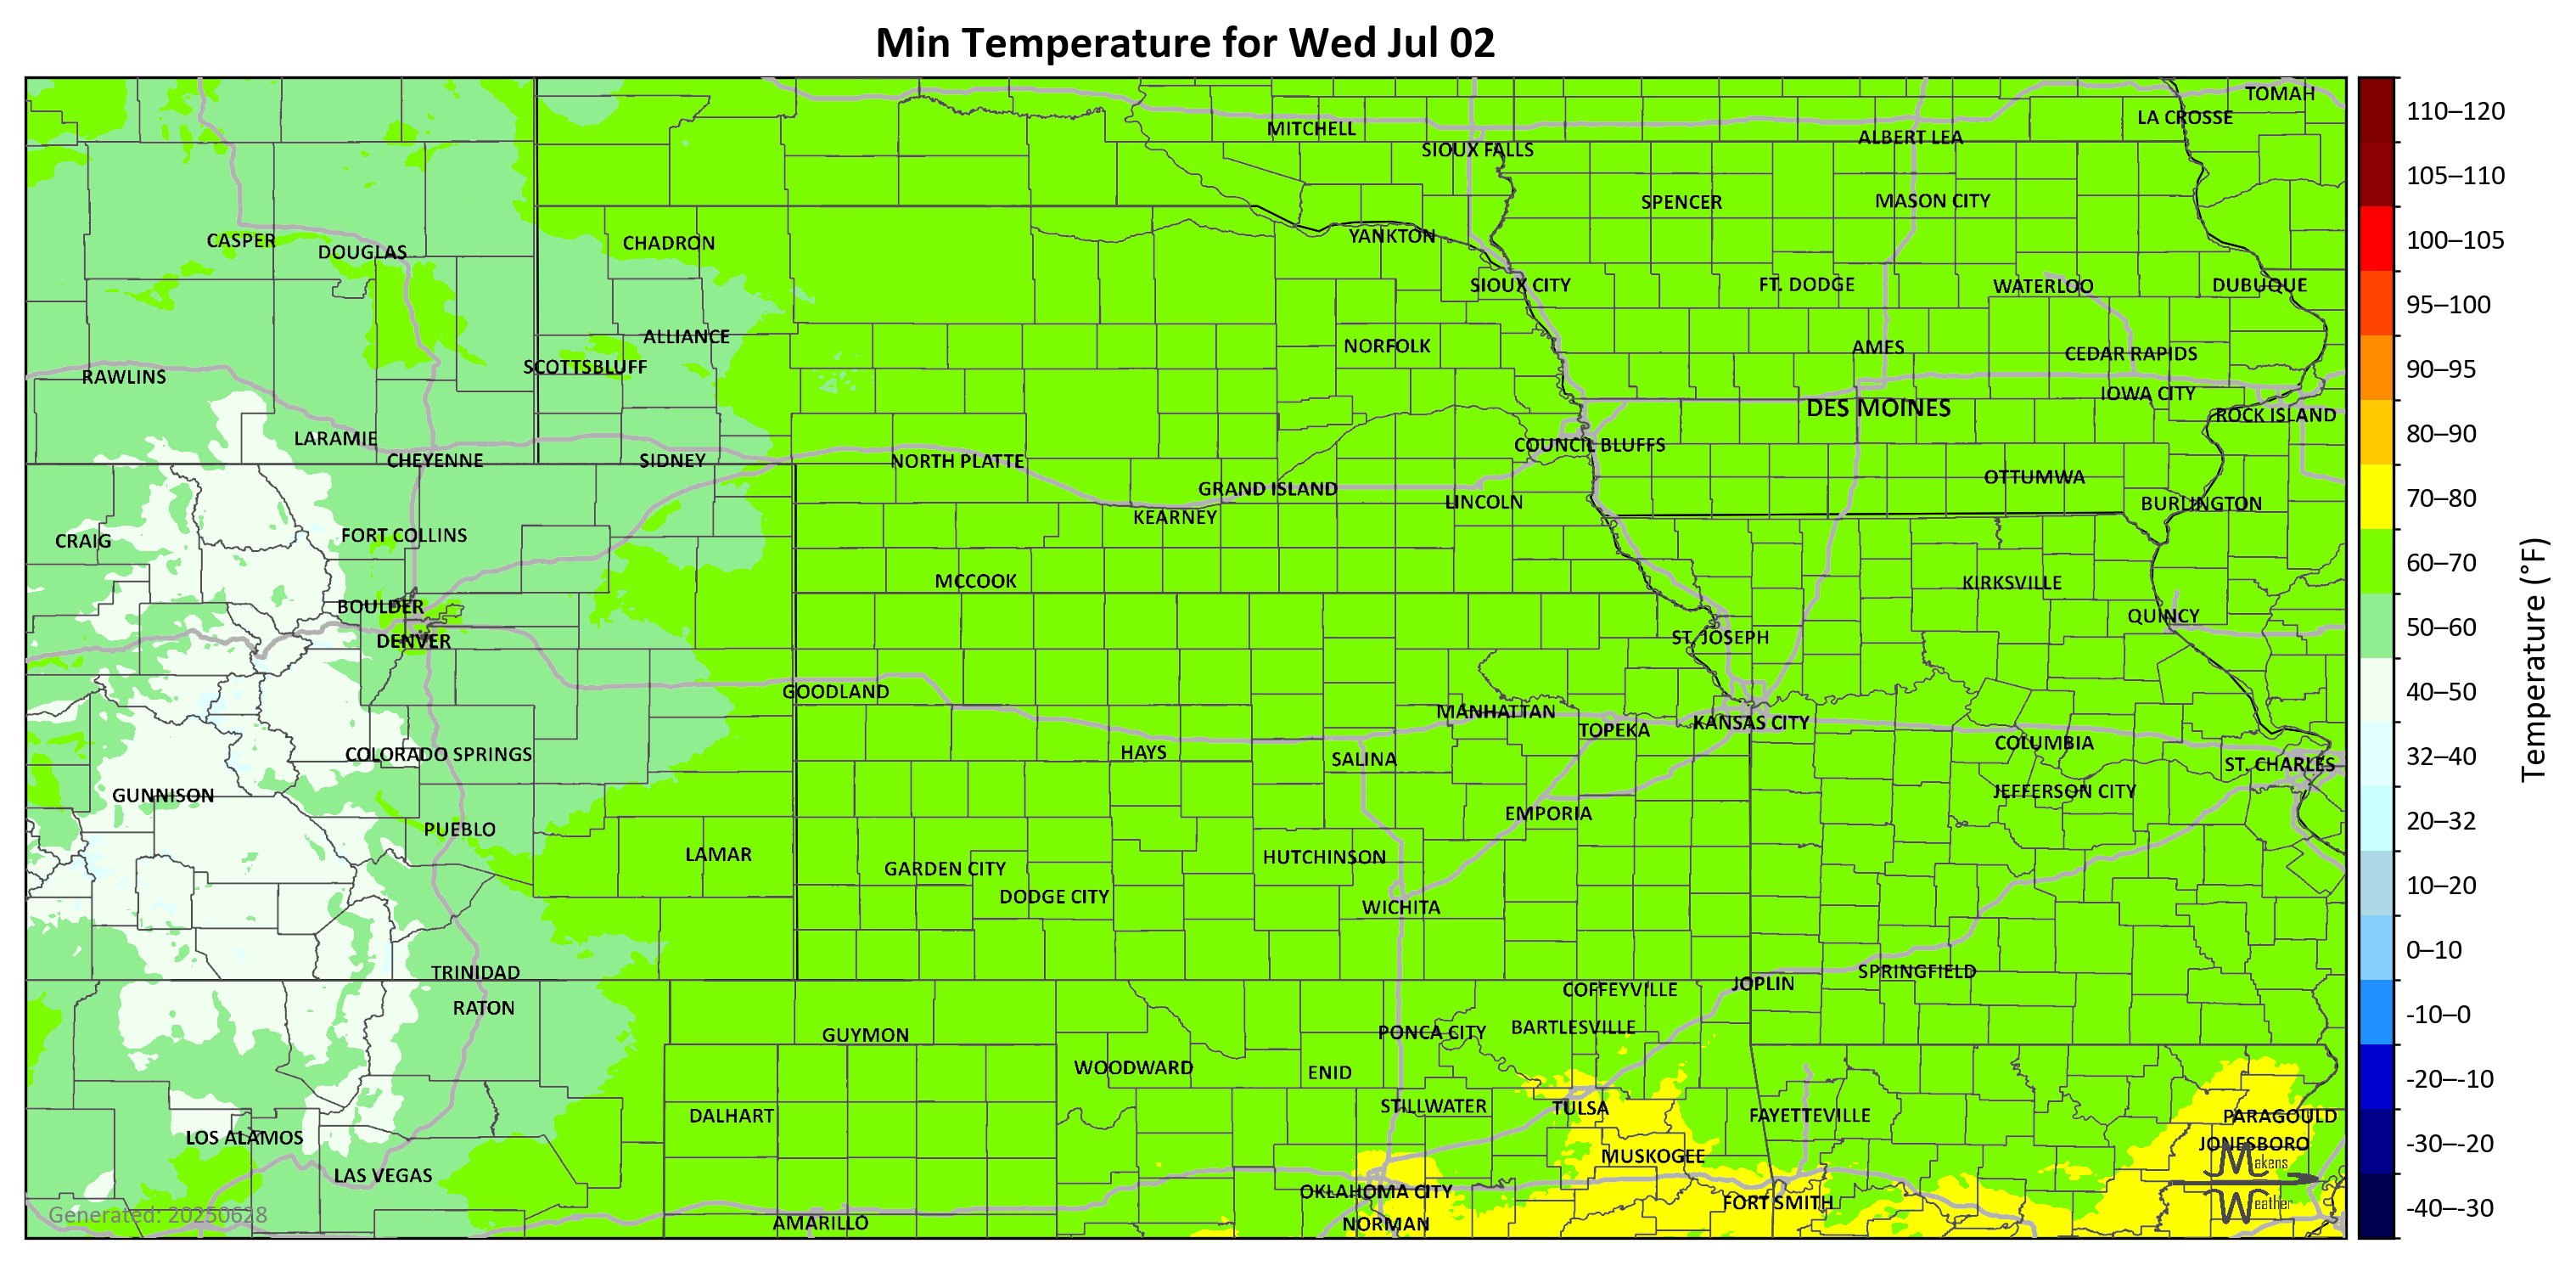 Min Temperature for Wed Jul 02
TOMAH
LA CROSSE
MITCHELL
ALBERT LEA
SIOUX FALLS
SPENCER
MASON CITY
CASPER
DOUGLAS
CHADRON
YANKTON
SIOUX CITY
FT. DODGE
WATERLOO
DUBUQUE
ALLIANCE
NORFOLK
AMES
CEDAR RAPIDS
SCOTTSBLUFF
RAWLINS
IOWA CITY
DES MOINES
ROCK ISLAND
LARAMIE
COUNCIL BLUFFS
CHEYENNE
SIDNEY
NORTH PLATTE
OTTUMWA
GRAND ISLAND
LINCOLN
BURLINGTON
KEARNEY
CRAIG
FORT COLLINS
MCCOOK
KIRKSVILLE
BOULDER
QUINCY
DENVER
ST. JOSEPH
GOODLAND
MANHATTAN
TOPEKA
KANSAS CITY
COLUMBIA
COLORADO SPRINGS
HAYS
SALINA
ST. CHARLES
GUNNISON
JEFFERSON CITY
EMPORIA
PUEBLO
LAMAR
GARDEN CITY
HUTCHINSON
DODGE CITY
WICHITA
TRINIDAD
SPRINGFIELD
JOPLIN
COFFEYVILLE
RATON
GUYMON
PONCA CITY
BARTLESVILLE
WOODWARD
ENID
DALHART
STILLWATER
TULSA
FAYETTEVILLE
PARAGOULD
LOS ALAMOS
JONESBORO
MUSKOGEE
LAS VEGAS
OKLAHOMA CITY
FORT SMITH
AMARILLO
NORMAN
Makens
Weather
Generated: 20250628
110–120
105–110
100–105
95–100
90–95
80–90
70–80
60–70
50–60
40–50
32–40
20–32
10–20
0–10
-10–0
-20–-10
-30–-20
-40–-30
Temperature (°F)